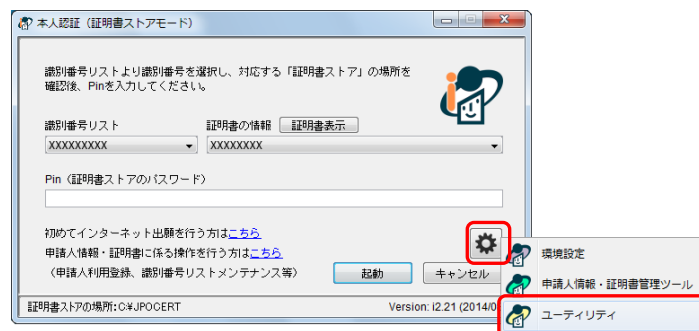 本人認証（証明書ストアモード）
識別番号リストより識別番号を選択し、対応する「証明書ストア」の場所を
確認後、Pinを入力してください。
識別番号リスト 証明書の情報 証明書表示
XXXXXXXXX XXXXXXXX
Pin（証明書ストアのパスワード）
初めてインターネット出願を行う方はこちら
申請人情報・証明書に係る操作を行う方はこちら
（申請人利用登録、識別番号リストメンテナンス等） 起動 キャンセル
証明書ストアの場所:C¥JPOCERT Version: i2.21 (2014/0
環境設定
申請人情報・証明書管理ツール
ユーティリティ